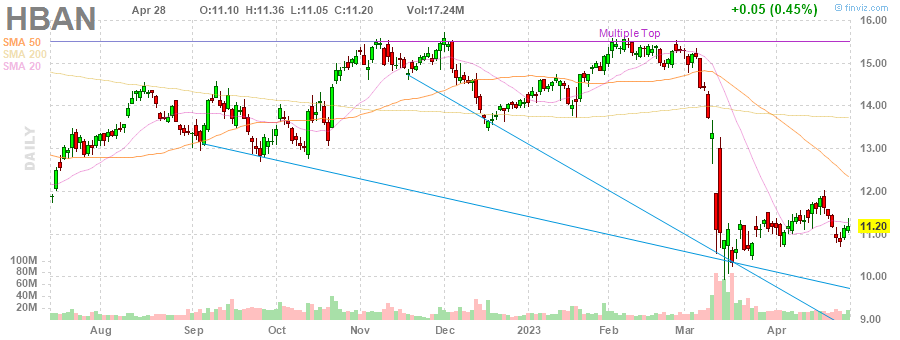 HBAN Apr 28 O:11.10 H:11.36 L:11.05 C:11.20 Vol:17.24M +0.05 (0.45%) © finviz.com
SMA 50
SMA 200
SMA 20
Multiple Top
DAILY
16.00
15.00
14.00
13.00
12.00
11.20
11.00
10.00
9.00
100M
80M
60M
40M
20M
Aug Sep Oct Nov Dec 2023 Feb Mar Apr